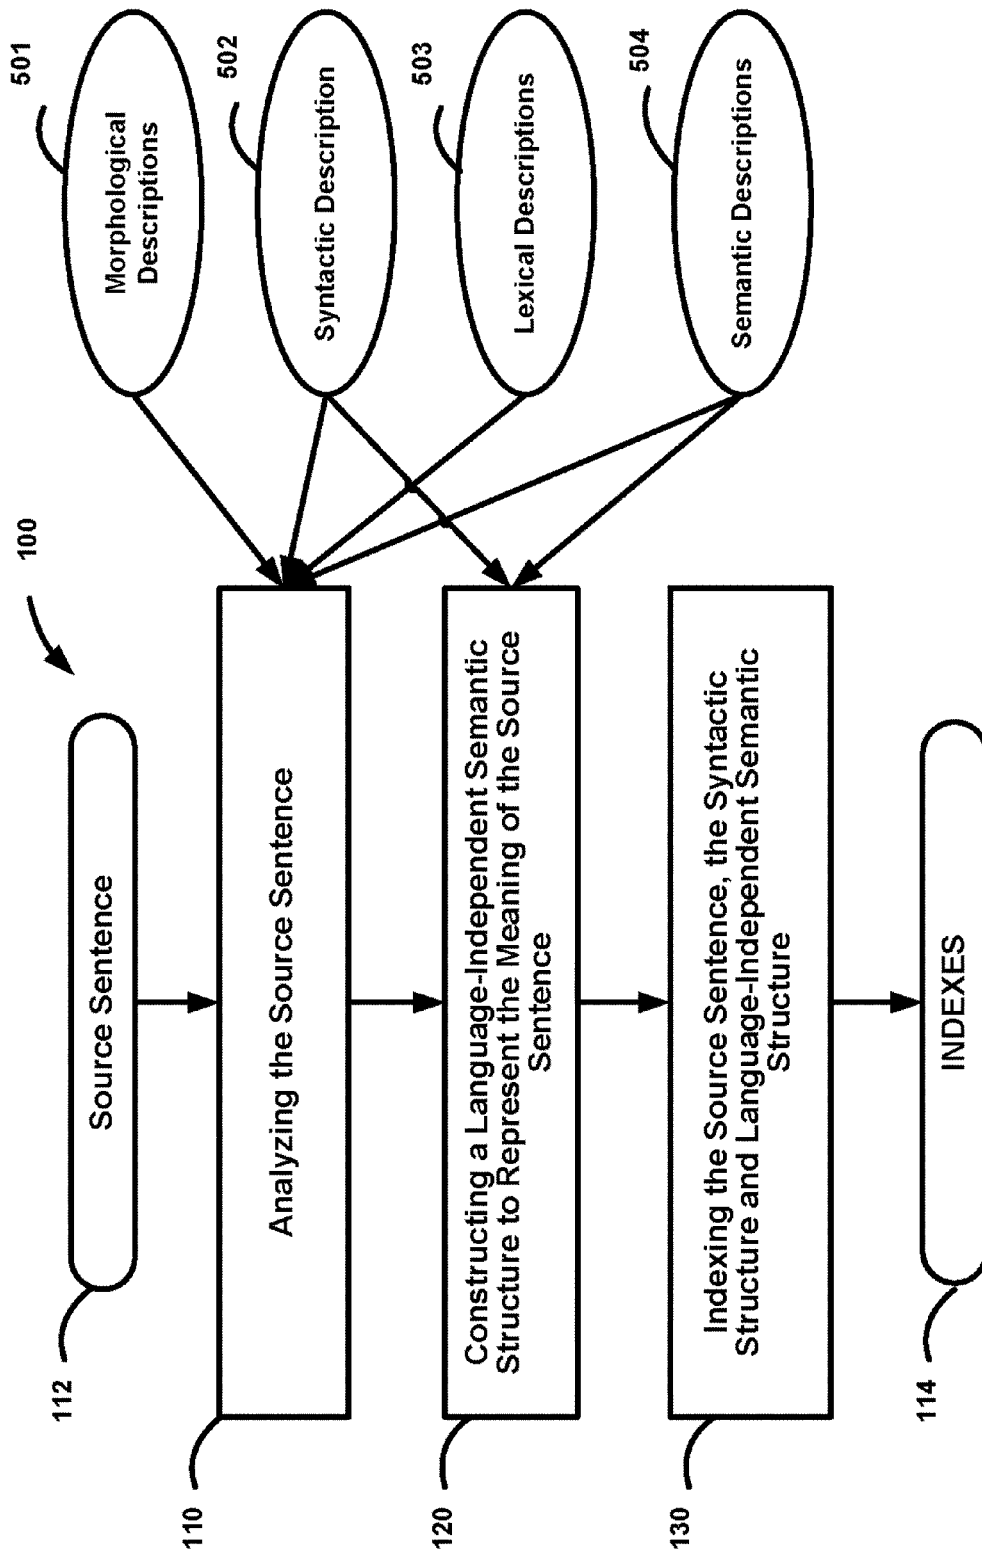 100
112
Source Sentence
110
Analyzing the Source Sentence
120
Constructing a Language-Independent Semantic
Structure to Represent the Meaning of the Source
Sentence
130
Indexing the Source Sentence, the Syntactic
Structure and Language-Independent Semantic
Structure
114
INDEXES
501
Morphological
Descriptions
502
Syntactic Description
503
Lexical Descriptions
504
Semantic Descriptions